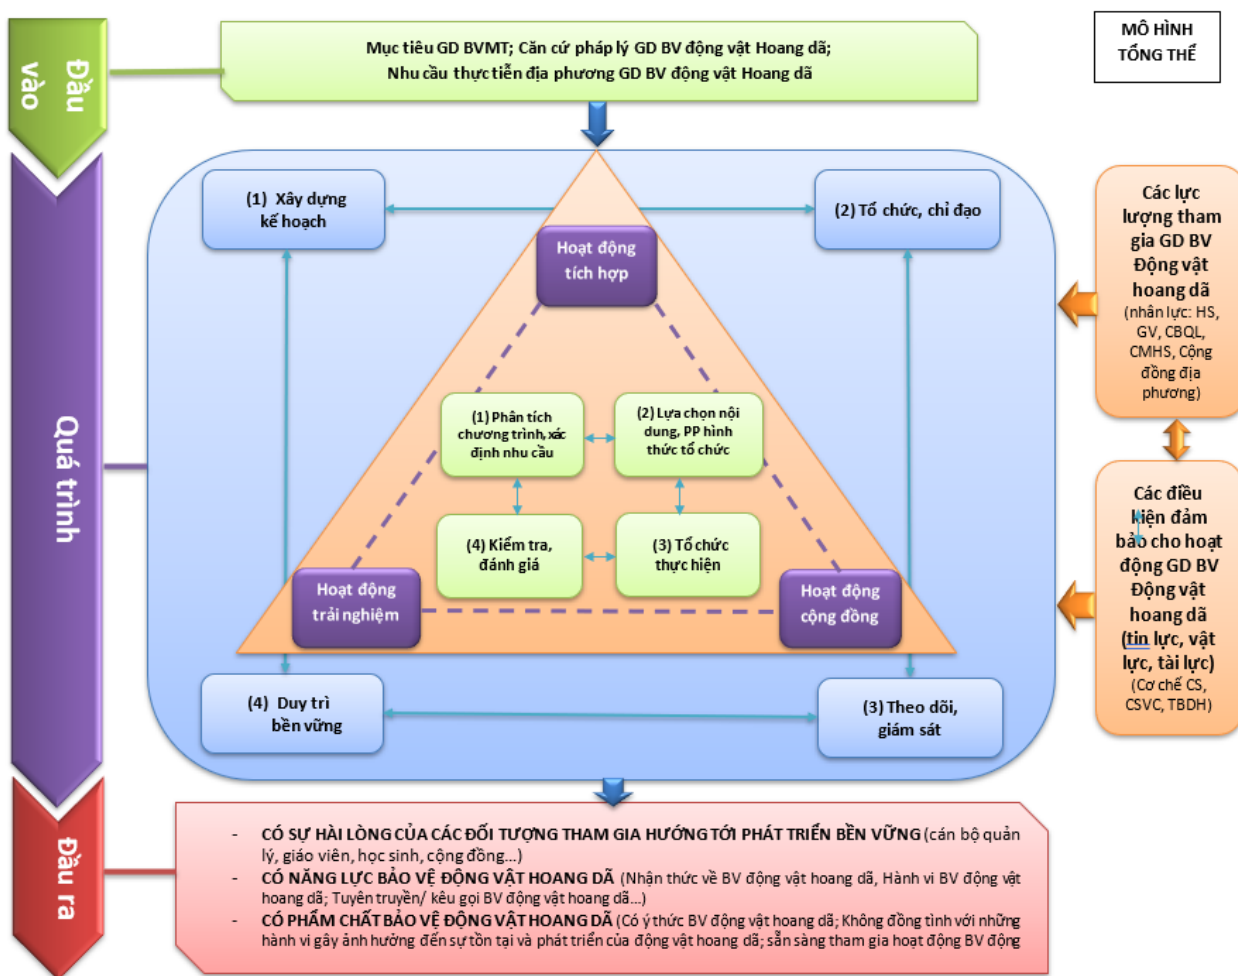 Đầu
vào
Mục tiêu GD BVMT; Căn cứ pháp lý GD BV động vật Hoang dã;
Nhu cầu thực tiễn địa phương GD BV động vật Hoang dã
MÔ HÌNH
TỔNG THỂ
Quá trình
(1) Xây dựng
kế hoạch
(2) Tổ chức, chỉ đạo
Hoạt động
tích hợp
(1) Phân tích
chương trình, xác
định nhu cầu
(2) Lựa chọn nội
dung, PP hình
thức tổ chức
(4) Kiểm tra,
đánh giá
(3) Tổ chức
thực hiện
Hoạt động
trải nghiệm
Hoạt động
cộng đồng
(4) Duy trì
bền vững
(3) Theo dõi,
giám sát
Các lực
lượng tham
gia GD BV
Động vật
hoang dã
(nhân lực: HS,
GV, CBQL,
CMHS, Cộng
đồng địa
phương)
Các điều
kiện đảm
bảo cho hoạt
động GD BV
Động vật
hoang dã
(tin lực, vật
lực, tài lực)
(Cơ chế CS,
CSVC, TBDH)
Đầu ra
- CÓ SỰ HÀI LÒNG CỦA CÁC ĐỐI TƯỢNG THAM GIA HƯỚNG TỚI PHÁT TRIỂN BỀN VỮNG (cán bộ quản
lý, giáo viên, học sinh, cộng đồng...)
- CÓ NĂNG LỰC BẢO VỆ ĐỘNG VẬT HOANG DÃ (Nhận thức về BV động vật hoang dã, Hành vi BV động vật
hoang dã; Tuyên truyền/ kêu gọi BV động vật hoang dã...)
- CÓ PHẨM CHẤT BẢO VỆ ĐỘNG VẬT HOANG DÃ (Có ý thức BV động vật hoang dã; Không đồng tình với những
hành vi gây ảnh hưởng đến sự tồn tại và phát triển của động vật hoang dã; sẵn sàng tham gia hoạt động BV động